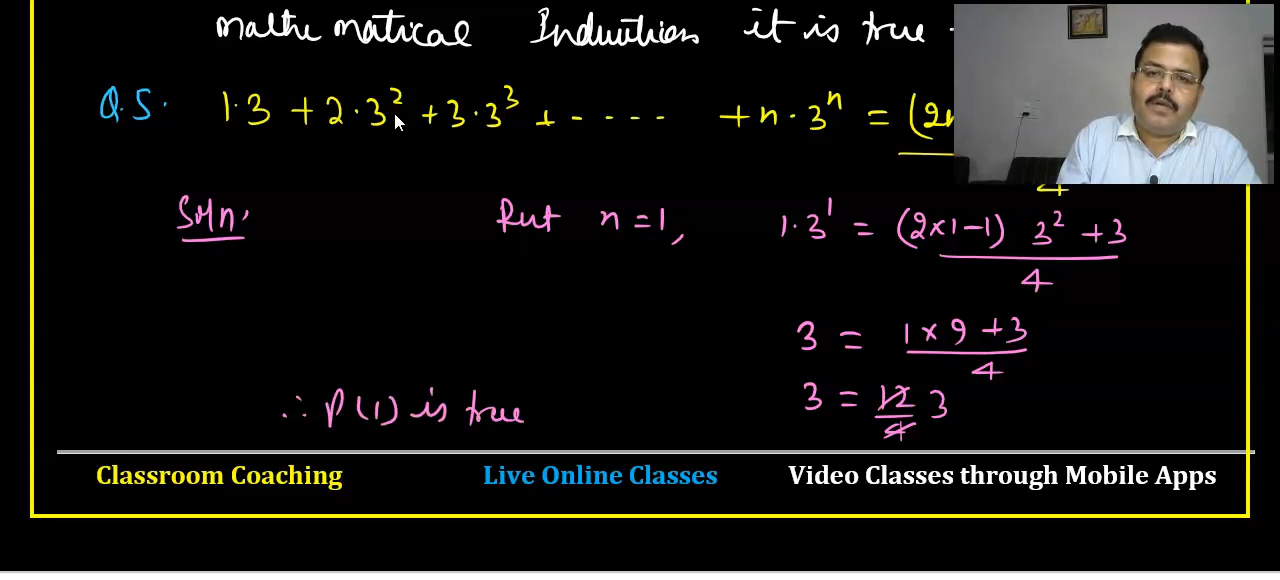 mathematical Induction it is true
Q.5. 1·3 + 2·3² + 3·3³ + - - - - + n·3ⁿ = (2n
4
Soln. Put n=1, 1·3¹ = (2×1-1) 3² +3
4
3 = 1 × 9 +3
4
∴ P(1) is true 3 = 12 3
4
Classroom Coaching Live Online Classes Video Classes through Mobile Apps